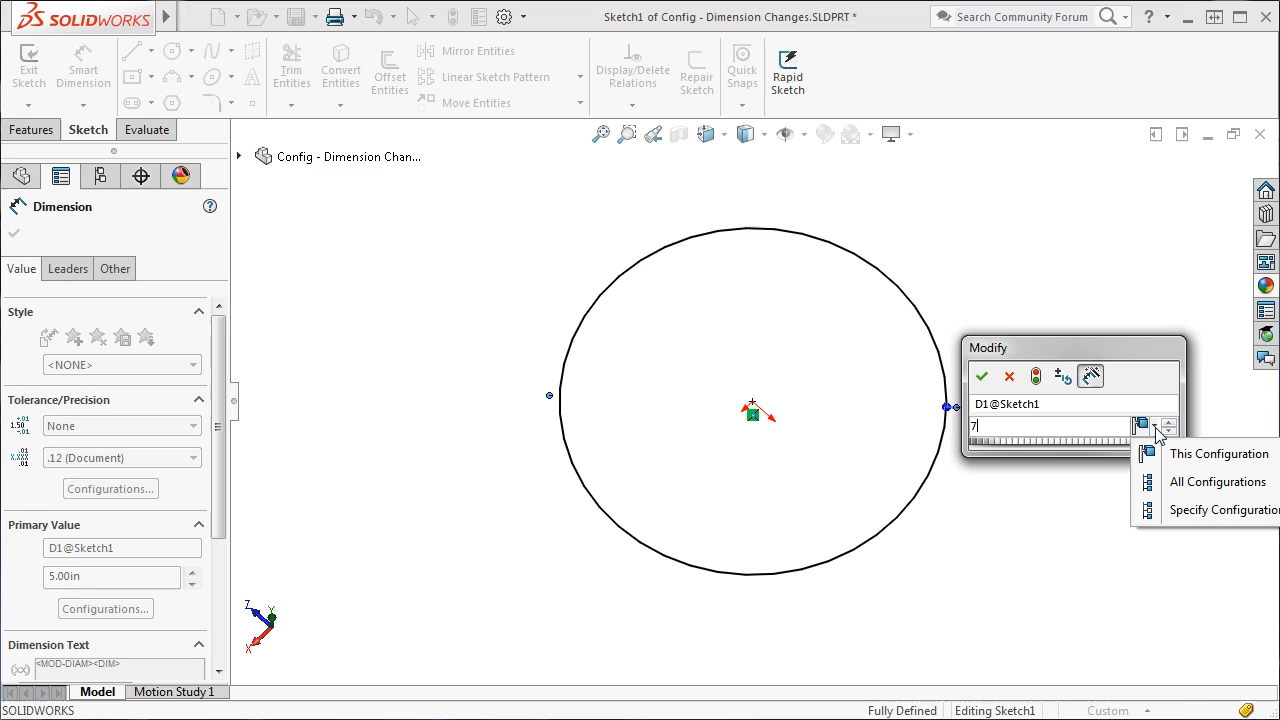 SOLIDWORKS
Sketch1 of Config - Dimension Changes.SLDPRT *
Search Community Forum
?
Exit Sketch
Smart Dimension
Trim Entities
Convert Entities
Offset Entities
Mirror Entities
Linear Sketch Pattern
Move Entities
Display/Delete Relations
Repair Sketch
Quick Snaps
Rapid Sketch
Features
Sketch
Evaluate
Config - Dimension Chan...
Dimension
?
Value
Leaders
Other
Style
<NONE>
Tolerance/Precision
None
.12 (Document)
Configurations...
Primary Value
D1@Sketch1
5.00in
Configurations...
Dimension Text
<MOD-DIAM><DIM>
Modify
D1@Sketch1
7
This Configuration
All Configurations
Specify Configuratio
Z
Y
X
Model
Motion Study 1
SOLIDWORKS
Fully Defined
Editing Sketch1
Custom